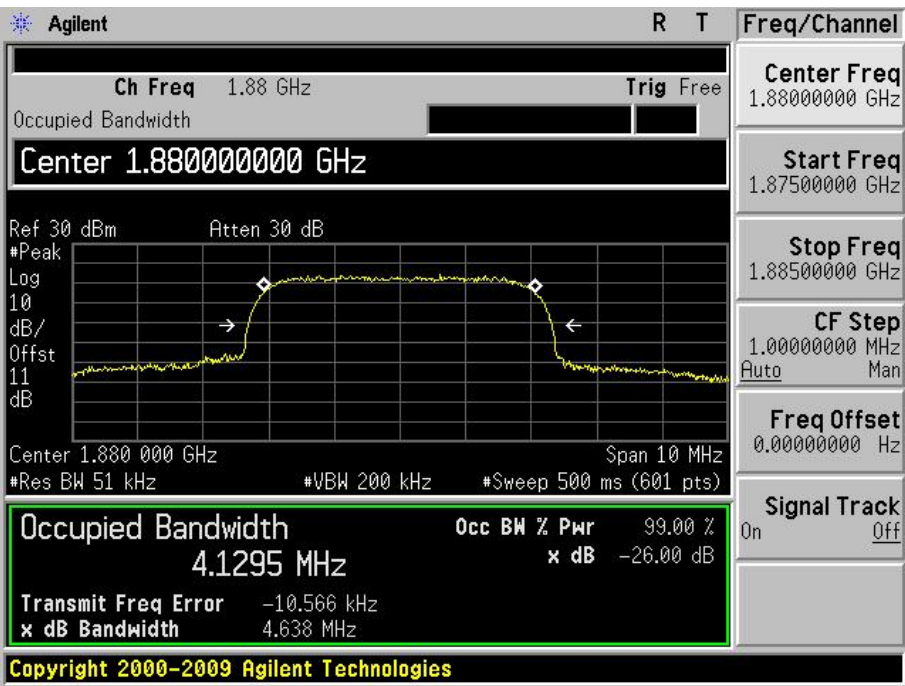 Agilent R T
Ch Freq 1.88 GHz Trig Free
Occupied Bandwidth
Center 1.880000000 GHz
Ref 30 dBm Atten 30 dB
#Peak
Log
10
dB/
Offst
11
dB
Center 1.880 000 GHz Span 10 MHz
#Res BW 51 kHz #VBW 200 kHz #Sweep 500 ms (601 pts)
Occupied Bandwidth Occ BW % Pwr 99.00 %
4.1295 MHz x dB -26.00 dB
Transmit Freq Error -10.566 kHz
x dB Bandwidth 4.638 MHz
Copyright 2000-2009 Agilent Technologies
Freq/Channel
Center Freq
1.88000000 GHz
Start Freq
1.87500000 GHz
Stop Freq
1.88500000 GHz
CF Step
1.00000000 MHz
Auto Man
Freq Offset
0.00000000 Hz
Signal Track
On Off